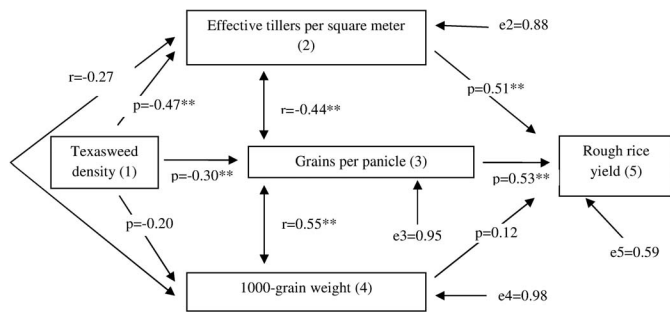 Effective tillers per square meter
(2)
e2=0.88
r=-0.27
p=-0.47**
r=-0.44**
p=0.51**
Texasweed
density (1)
p=-0.30**
Grains per panicle (3)
p=0.53**
Rough rice
yield (5)
p=-0.20
r=0.55**
e3=0.95
p=0.12
e5=0.59
1000-grain weight (4)
e4=0.98